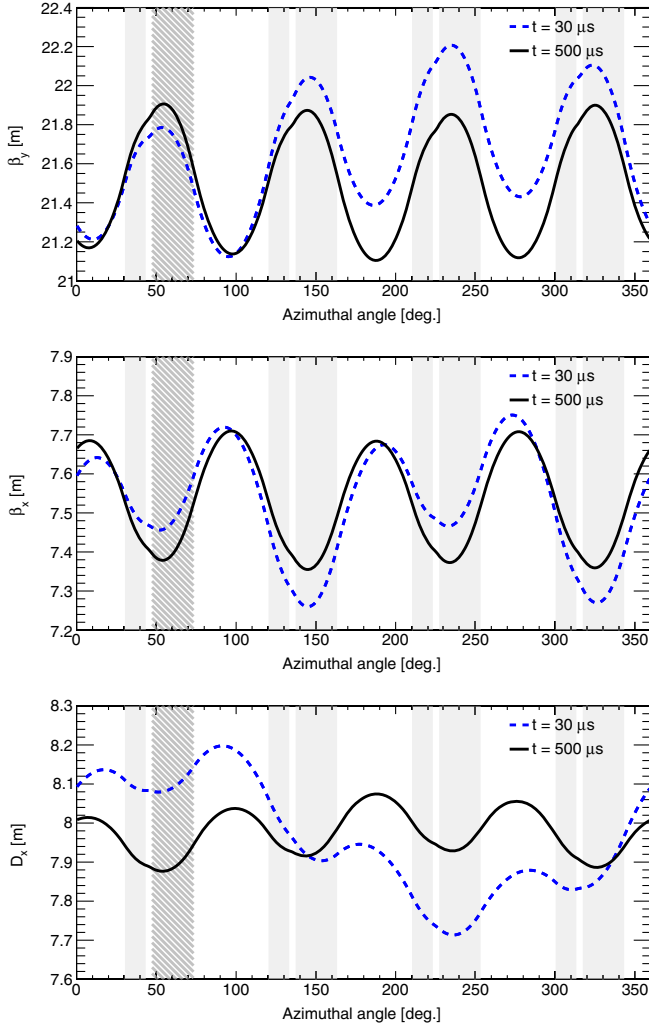 22.4
22.2
22
21.8
21.6
21.4
21.2
21
β_y [m]
t = 30 μs
t = 500 μs
0 50 100 150 200 250 300 350
Azimuthal angle [deg.]
7.9
7.8
7.7
7.6
7.5
7.4
7.3
7.2
β_x [m]
t = 30 μs
t = 500 μs
0 50 100 150 200 250 300 350
Azimuthal angle [deg.]
8.3
8.2
8.1
8
7.9
7.8
7.7
7.6
D_x [m]
t = 30 μs
t = 500 μs
0 50 100 150 200 250 300 350
Azimuthal angle [deg.]